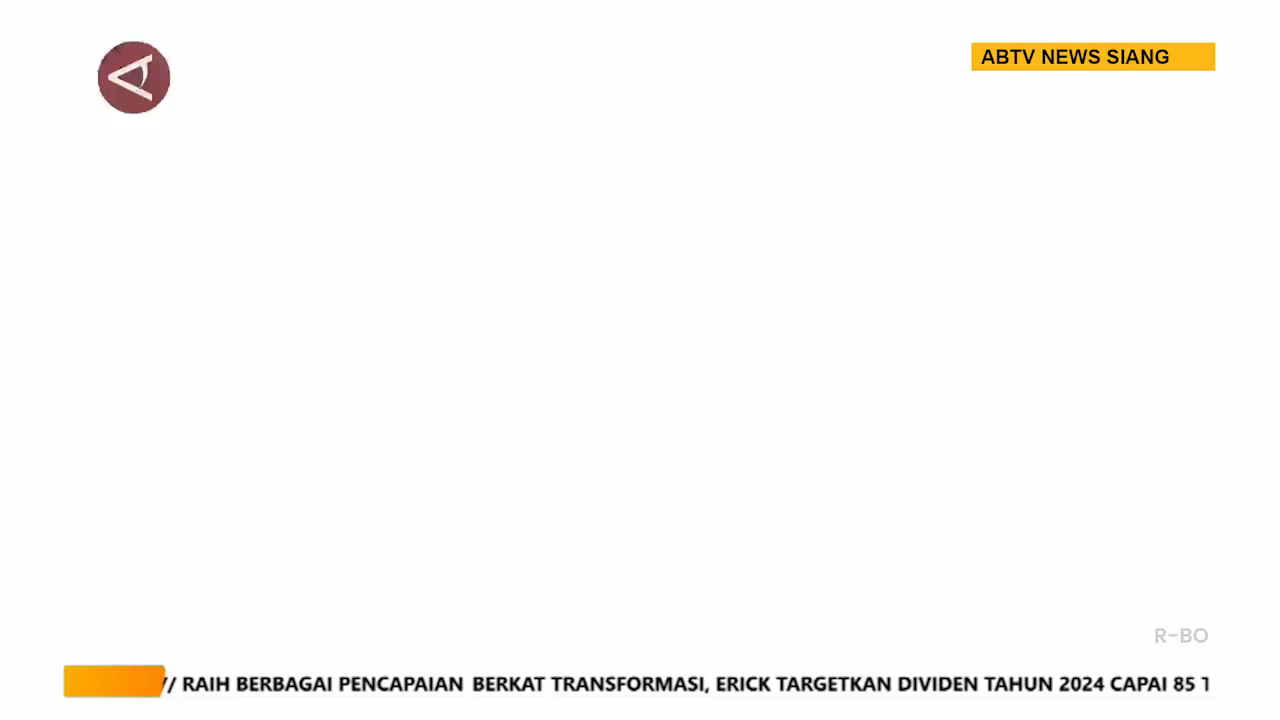 ABTV NEWS SIANG
R-BO
// RAIH BERBAGAI PENCAPAIAN BERKAT TRANSFORMASI, ERICK TARGETKAN DIVIDEN TAHUN 2024 CAPAI 85